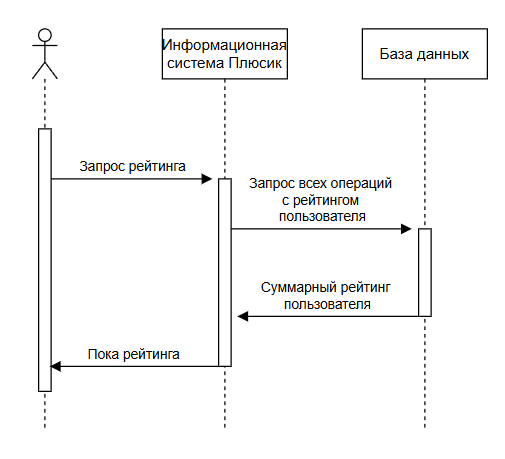 Информационная
система Плюсик
База данных
Запрос рейтинга
Запрос всех операций
с рейтингом
пользователя
Суммарный рейтинг
пользователя
Пока рейтинга